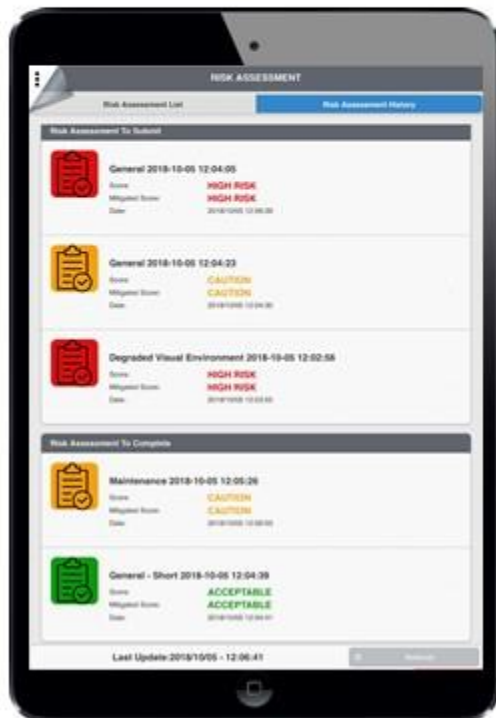 RISK ASSESSMENT
Risk Assessment List
Risk Assessment History
Risk Assessment To Submit
General 2018-10-05 12:04:05
Score: HIGH RISK
Mitigated Score: HIGH RISK
Date:
General 2018-10-05 12:04:23
Score: CAUTION
Mitigated Score: CAUTION
Date:
Degraded Visual Environment 2018-10-05 12:02:56
Score: HIGH RISK
Mitigated Score: HIGH RISK
Date:
Risk Assessment To Complete
Maintenance 2018-10-05 12:05:26
Score: CAUTION
Mitigated Score: CAUTION
Date:
General - Short 2018-10-05 12:04:39
Score: ACCEPTABLE
Mitigated Score: ACCEPTABLE
Date:
Last Update:2018/10/05 - 12:06:41